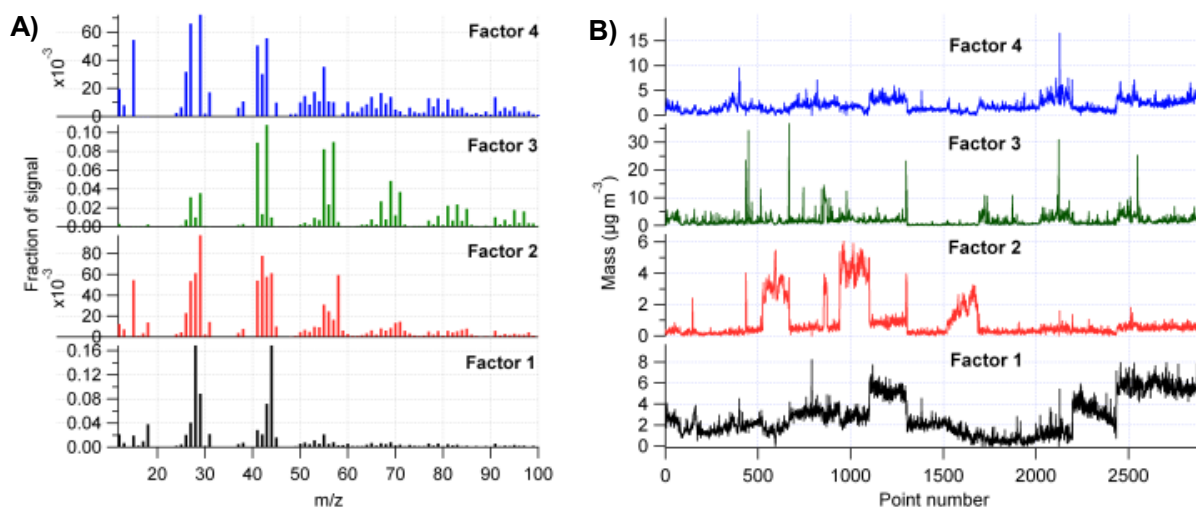 A)
Factor 4
60
40
20
0
x10⁻³
Factor 3
0.10
0.08
0.06
0.04
0.02
0.00
Fraction of signal
Factor 2
80
60
40
20
0
x10⁻³
Factor 1
0.16
0.12
0.08
0.04
0.00
20 30 40 50 60 70 80 90 100
m/z
B)
Factor 4
15
10
5
0
Factor 3
30
20
10
0
Mass (µg m⁻³)
Factor 2
6
4
2
0
Factor 1
8
6
4
2
0
0 500 1000 1500 2000 2500
Point number